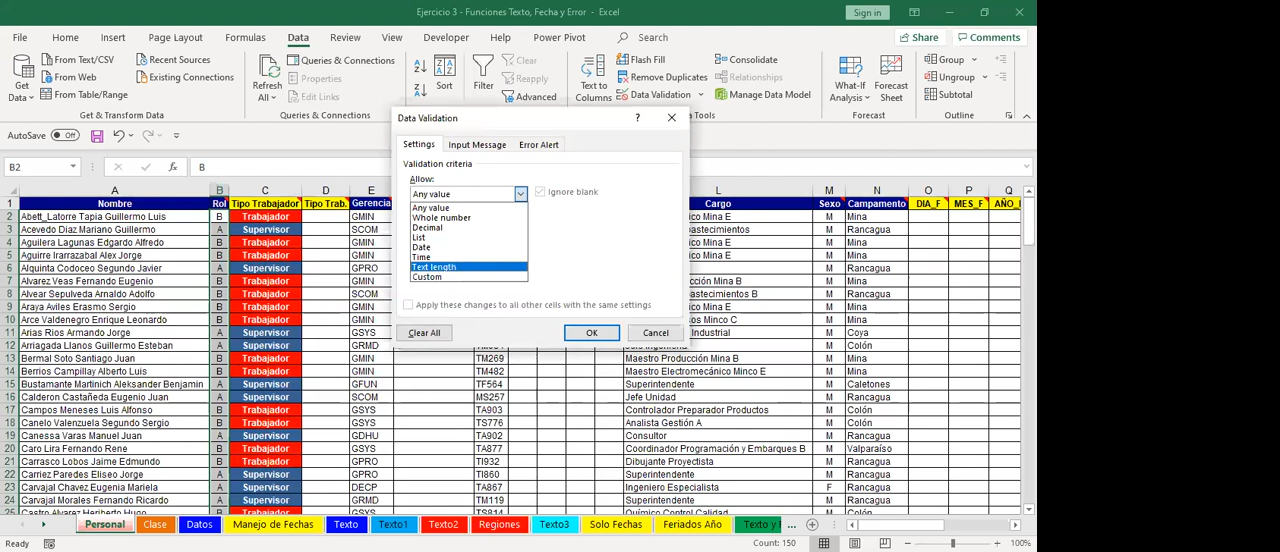 Ejercicio 3 - Funciones Texto, Fecha y Error - Excel
Sign in
File Home Insert Page Layout Formulas Data Review View Developer Help Power Pivot Search Share Comments
Get Data
From Text/CSV
From Web
From Table/Range
Recent Sources
Existing Connections
Get & Transform Data
Refresh All
Queries & Connections
Properties
Edit Links
Queries & Connections
Sort
Filter
Clear
Reapply
Advanced
Text to Columns
Flash Fill
Remove Duplicates
Data Validation
Consolidate
Relationships
Manage Data Model
What-If Analysis
Forecast Sheet
Forecast
Group
Ungroup
Subtotal
Outline
AutoSave Off
B2 fx B
Data Validation ? ×
Settings Input Message Error Alert
Validation criteria
Allow:
Any value Ignore blank
Any value
Whole number
Decimal
List
Date
Time
Text length
Custom
Apply these changes to all other cells with the same settings
Clear All OK Cancel
A B C D E L M N O P Q
1 Nombre Rol Tipo Trabajador Tipo Trab. Gerencia Cargo Sexo Campamento DIA_F MES_F
2 Abett_Latorre Tapia Guillermo Luis B Trabajador GMIN Mina E M Mina
3 Acevedo Diaz Mariano Guillermo A Supervisor SCOM M Rancagua
4 Aguilera Lagunas Edgardo Alfredo B Trabajador GMIN Mina E M Mina
5 Aguirre Irarrazabal Alex Jorge B Trabajador GMIN Mina E M Mina
6 Alquinta Codoceo Segundo Javier A Supervisor GPRO M Rancagua
7 Alvarez Veas Fernando Eugenio B Trabajador GMIN Mina E M Mina
8 Alvear Sepulveda Arnaldo Adolfo B Trabajador SCOM M Rancagua
9 Araya Aviles Erasmo Sergio B Trabajador GMIN Mina E M Mina
10 Arce Valdenegro Enrique Leonardo B Trabajador GMIN Minco C M Mina
11 Arias Rios Armando Jorge A Supervisor GSYS Industrial M Coya
12 Arriagada Llanos Guillermo Esteban A Supervisor GRMD M Colón
13 Bermal Soto Santiago Juan B Trabajador GMIN TM269 Maestro Producción Mina B M Mina
14 Berrios Campillay Alberto Luis B Trabajador GMIN TM482 Maestro Electromecánico Minco E M Mina
15 Bustamante Martinich Aleksander Benjamin A Supervisor GFUN TF564 Superintendente M Caletones
16 Calderon Castañeda Eugenio Juan A Supervisor SCOM MS257 Jefe Unidad M Rancagua
17 Campos Meneses Luis Alfonso B Trabajador GSYS TA903 Controlador Preparador Productos M Colón
18 Canelo Valenzuela Segundo Sergio B Trabajador GSYS TS776 Analista Gestión A M Colón
19 Canessa Varas Manuel Juan A Supervisor GDHU TA902 Consultor M Rancagua
20 Caro Lira Fernando Rene B Trabajador GSYS TA877 Coordinador Programación y Embarques B M Valparaíso
21 Carrasco Lobos Jaime Edmundo B Trabajador GPRO TI932 Dibujante Proyectista M Rancagua
22 Carriez Paredes Eliseo Jorge A Supervisor GPRO TI860 Superintendente M Rancagua
23 Carvajal Chavez Eugenia Maria A Supervisor DECP TA867 Ingeniero Especialista F Rancagua
24 Carvajal Morales Fernando Ricardo A Supervisor GRMD TM119 Superintendente M Rancagua
Personal Clase Datos Manejo de Fechas Texto Texto1 Texto2 Regiones Texto3 Solo Fechas Feriados Año ...
Ready Count: 150 100%